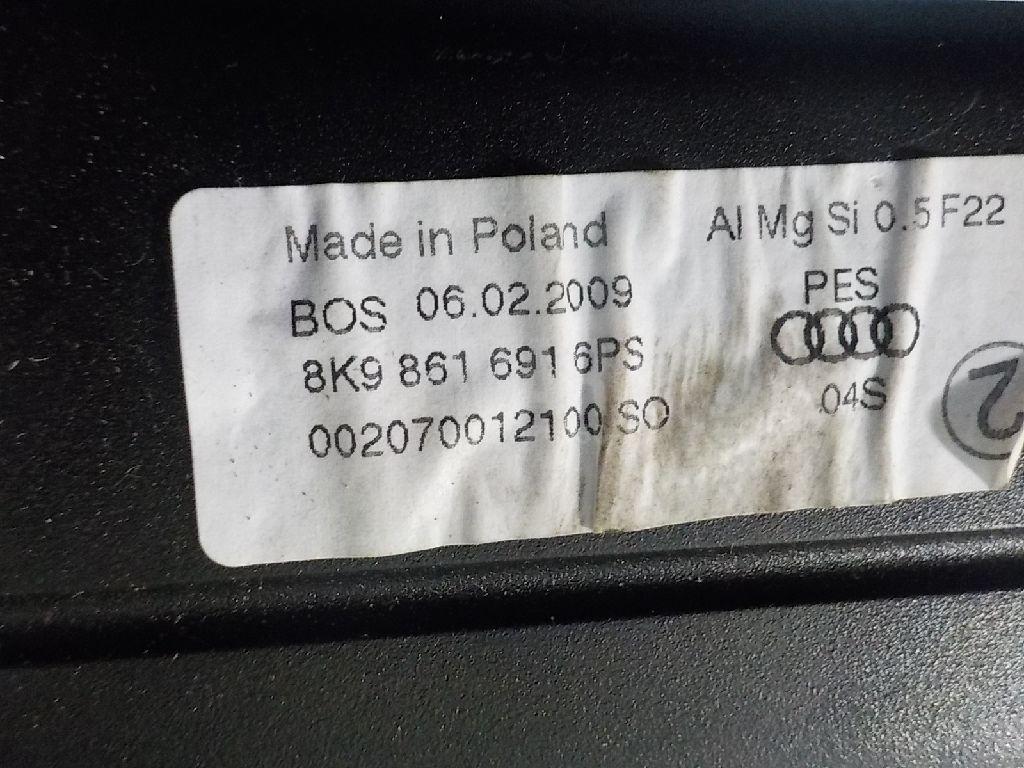 Made in Poland
BOS 06.02.2009
8K9 861 691 6PS
002070012100 SO
Al Mg Si 0.5 F22
PES
04S
2